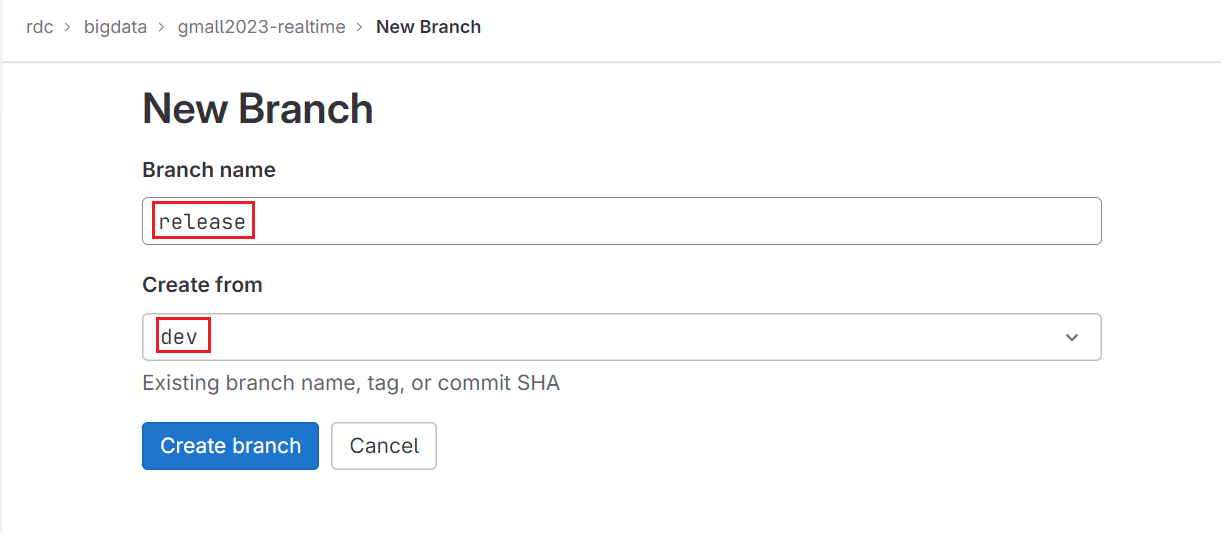 rdc > bigdata > gmall2023-realtime > New Branch
New Branch
Branch name
release
Create from
dev
Existing branch name, tag, or commit SHA
Create branch Cancel